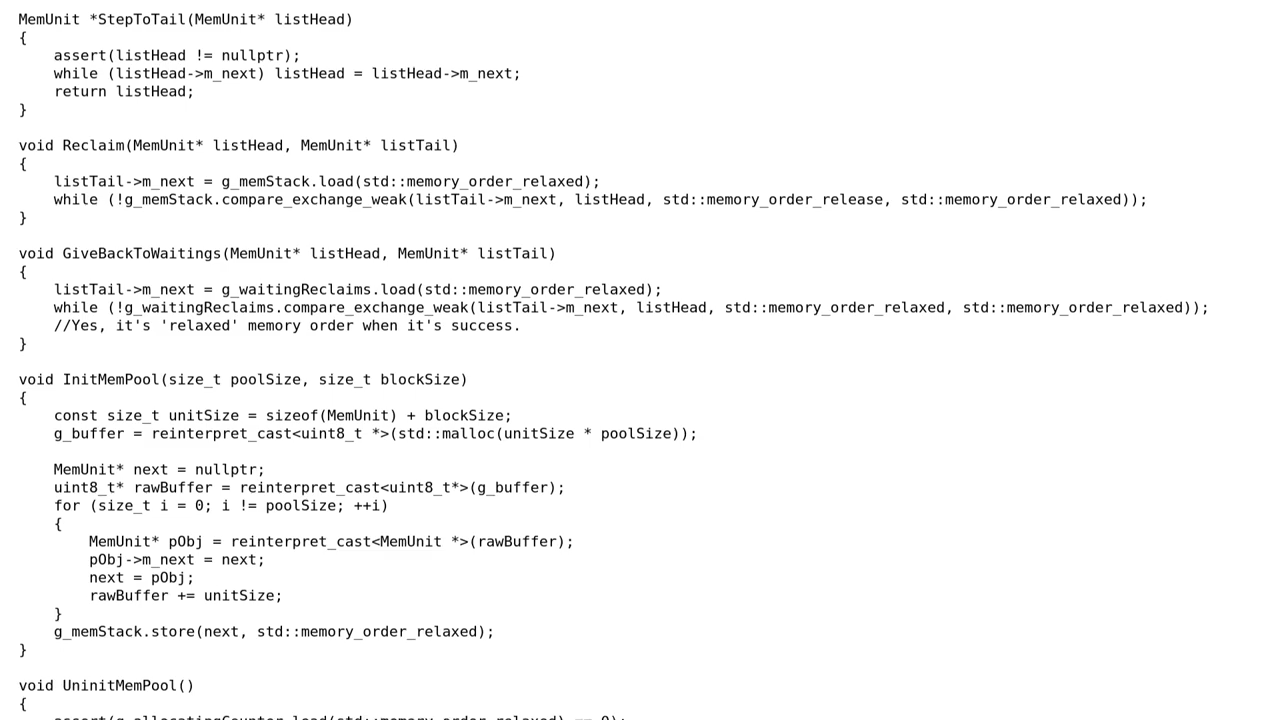 MemUnit *StepToTail(MemUnit* listHead)
{
    assert(listHead != nullptr);
    while (listHead->m_next) listHead = listHead->m_next;
    return listHead;
}

void Reclaim(MemUnit* listHead, MemUnit* listTail)
{
    listTail->m_next = g_memStack.load(std::memory_order_relaxed);
    while (!g_memStack.compare_exchange_weak(listTail->m_next, listHead, std::memory_order_release, std::memory_order_relaxed));
}

void GiveBackToWaitings(MemUnit* listHead, MemUnit* listTail)
{
    listTail->m_next = g_waitingReclaims.load(std::memory_order_relaxed);
    while (!g_waitingReclaims.compare_exchange_weak(listTail->m_next, listHead, std::memory_order_relaxed, std::memory_order_relaxed));
    //Yes, it's 'relaxed' memory order when it's success.
}

void InitMemPool(size_t poolSize, size_t blockSize)
{
    const size_t unitSize = sizeof(MemUnit) + blockSize;
    g_buffer = reinterpret_cast<uint8_t *>(std::malloc(unitSize * poolSize));

    MemUnit* next = nullptr;
    uint8_t* rawBuffer = reinterpret_cast<uint8_t*>(g_buffer);
    for (size_t i = 0; i != poolSize; ++i)
    {
        MemUnit* pObj = reinterpret_cast<MemUnit *>(rawBuffer);
        pObj->m_next = next;
        next = pObj;
        rawBuffer += unitSize;
    }
    g_memStack.store(next, std::memory_order_relaxed);
}

void UninitMemPool()
{
    assert(g_allocatingCounter.load(std::memory_order_relaxed) == 0);